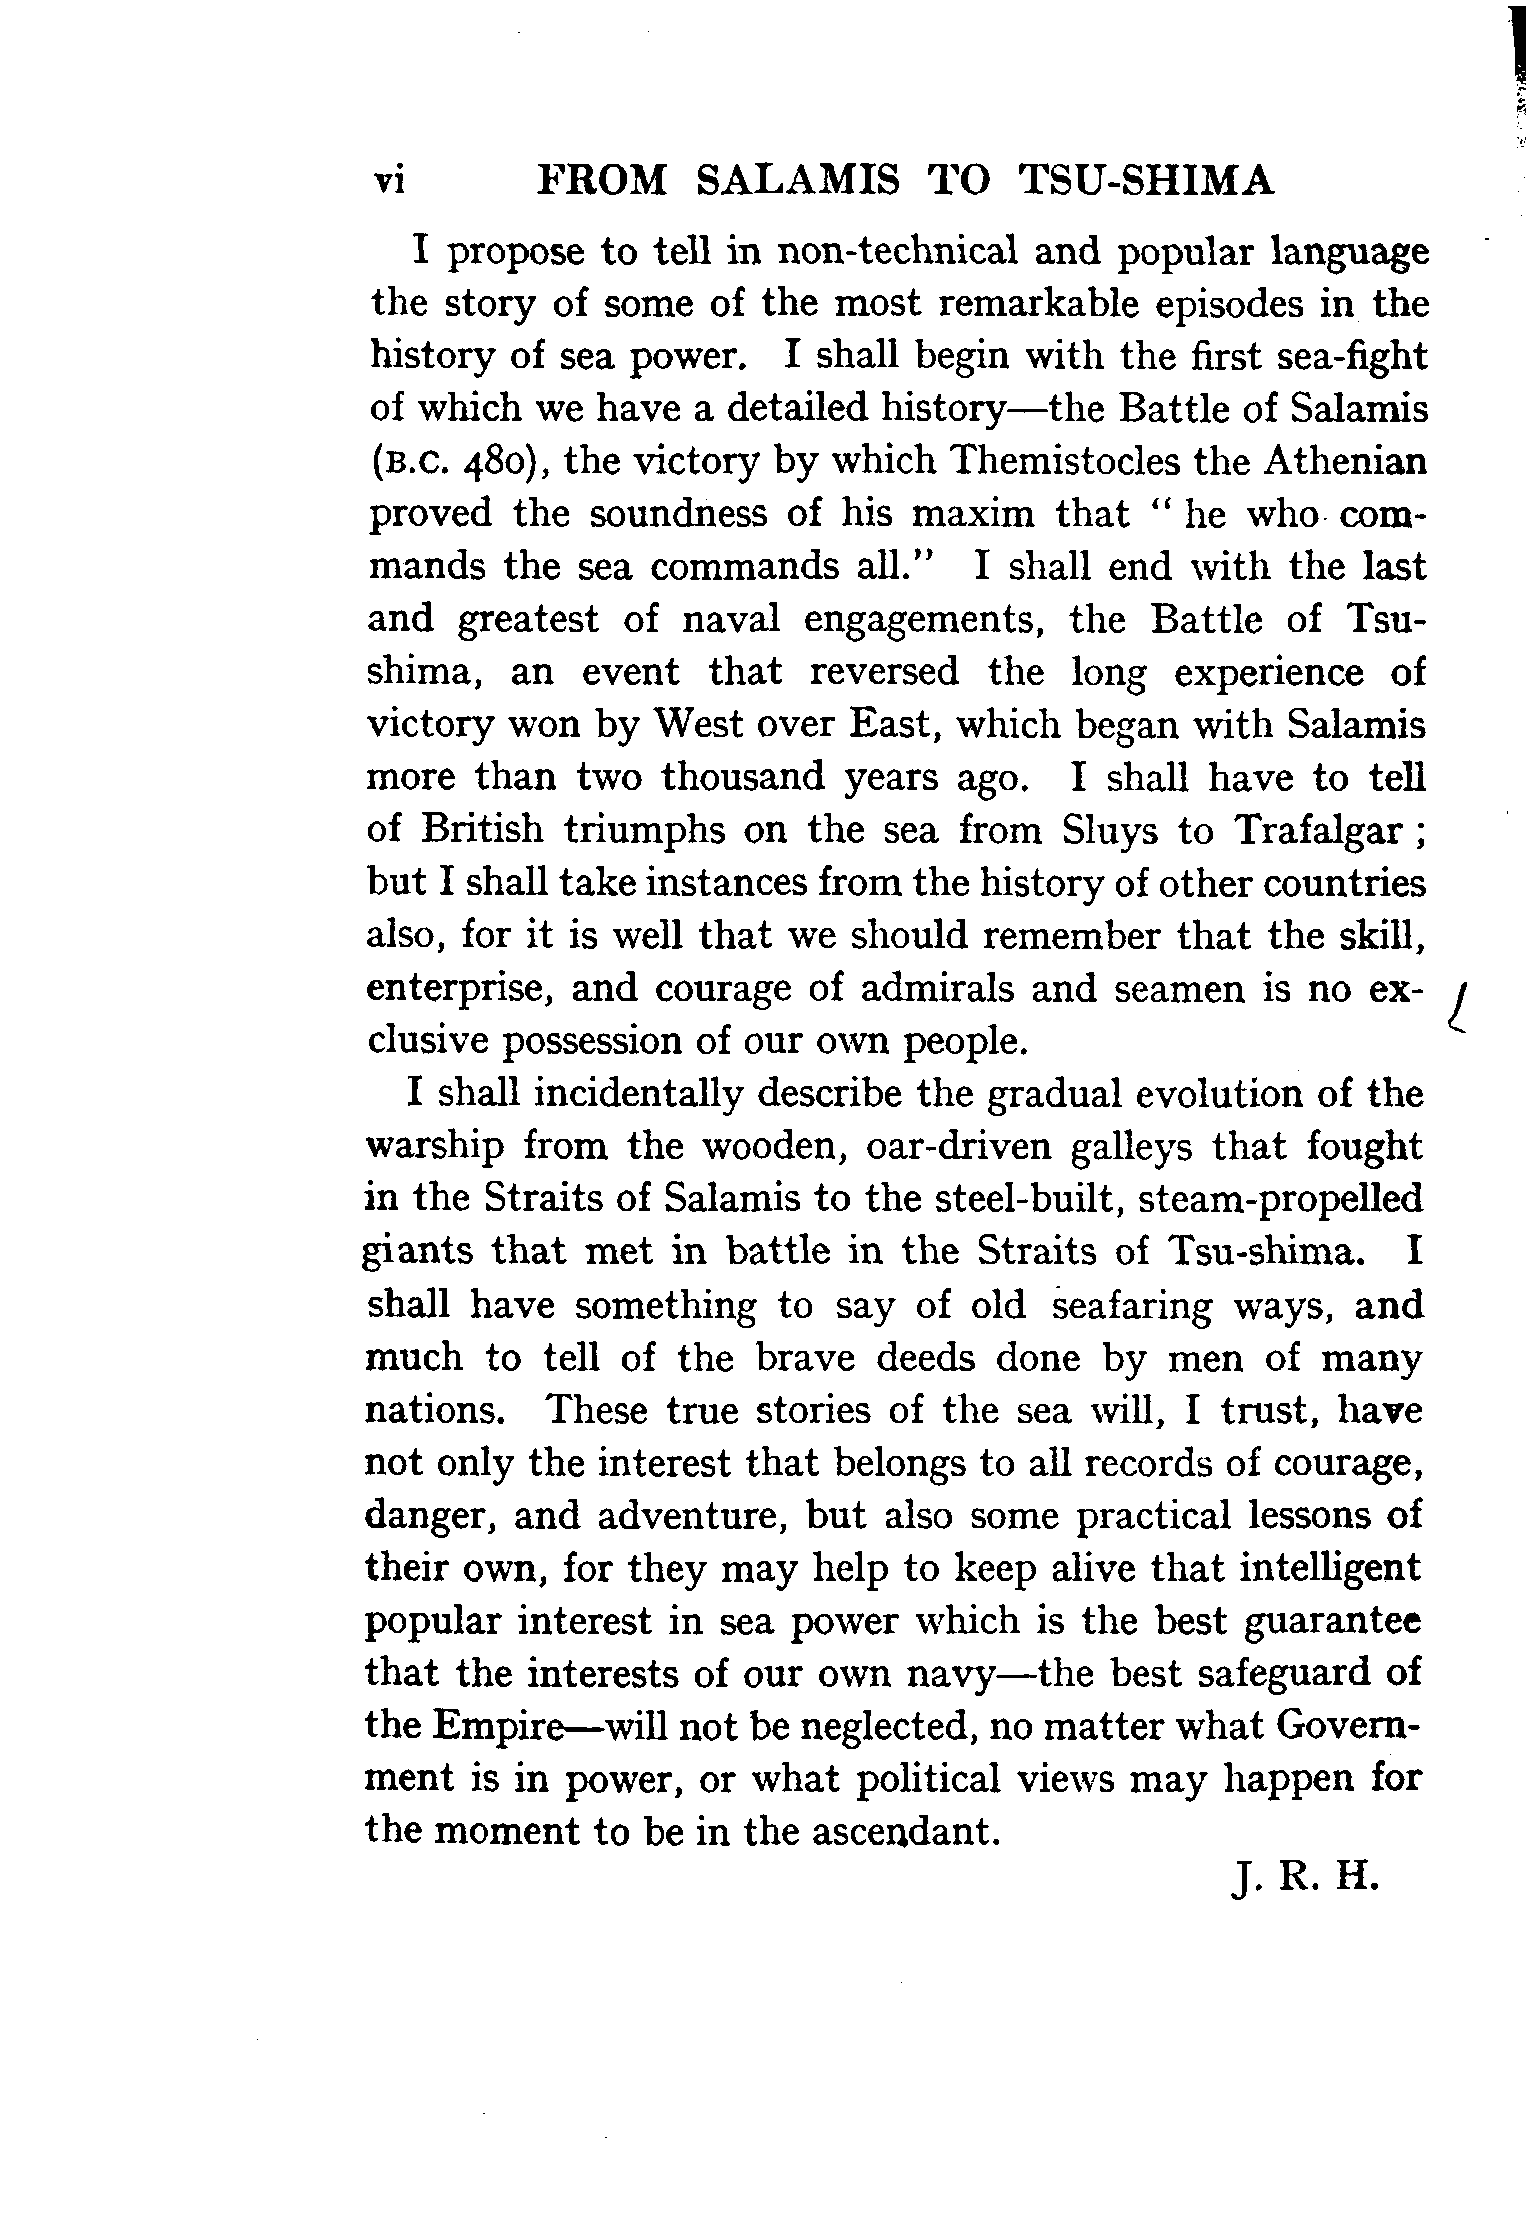 vi FROM SALAMIS TO TSU-SHIMA
I propose to tell in non-technical and popular language
the story of some of the most remarkable episodes in the
history of sea power. I shall begin with the first sea-fight
of which we have a detailed history—the Battle of Salamis
(B.C. 480), the victory by which Themistocles the Athenian
proved the soundness of his maxim that “ he who com-
mands the sea commands all.” I shall end with the last
and greatest of naval engagements, the Battle of Tsu-
shima, an event that reversed the long experience of
victory won by West over East, which began with Salamis
more than two thousand years ago. I shall have to tell
of British triumphs on the sea from Sluys to Trafalgar ;
but I shall take instances from the history of other countries
also, for it is well that we should remember that the skill,
enterprise, and courage of admirals and seamen is no ex-
clusive possession of our own people.
I shall incidentally describe the gradual evolution of the
warship from the wooden, oar-driven galleys that fought
in the Straits of Salamis to the steel-built, steam-propelled
giants that met in battle in the Straits of Tsu-shima. I
shall have something to say of old seafaring ways, and
much to tell of the brave deeds done by men of many
nations. These true stories of the sea will, I trust, have
not only the interest that belongs to all records of courage,
danger, and adventure, but also some practical lessons of
their own, for they may help to keep alive that intelligent
popular interest in sea power which is the best guarantee
that the interests of our own navy—the best safeguard of
the Empire—will not be neglected, no matter what Govern-
ment is in power, or what political views may happen for
the moment to be in the ascendant.
J. R. H.